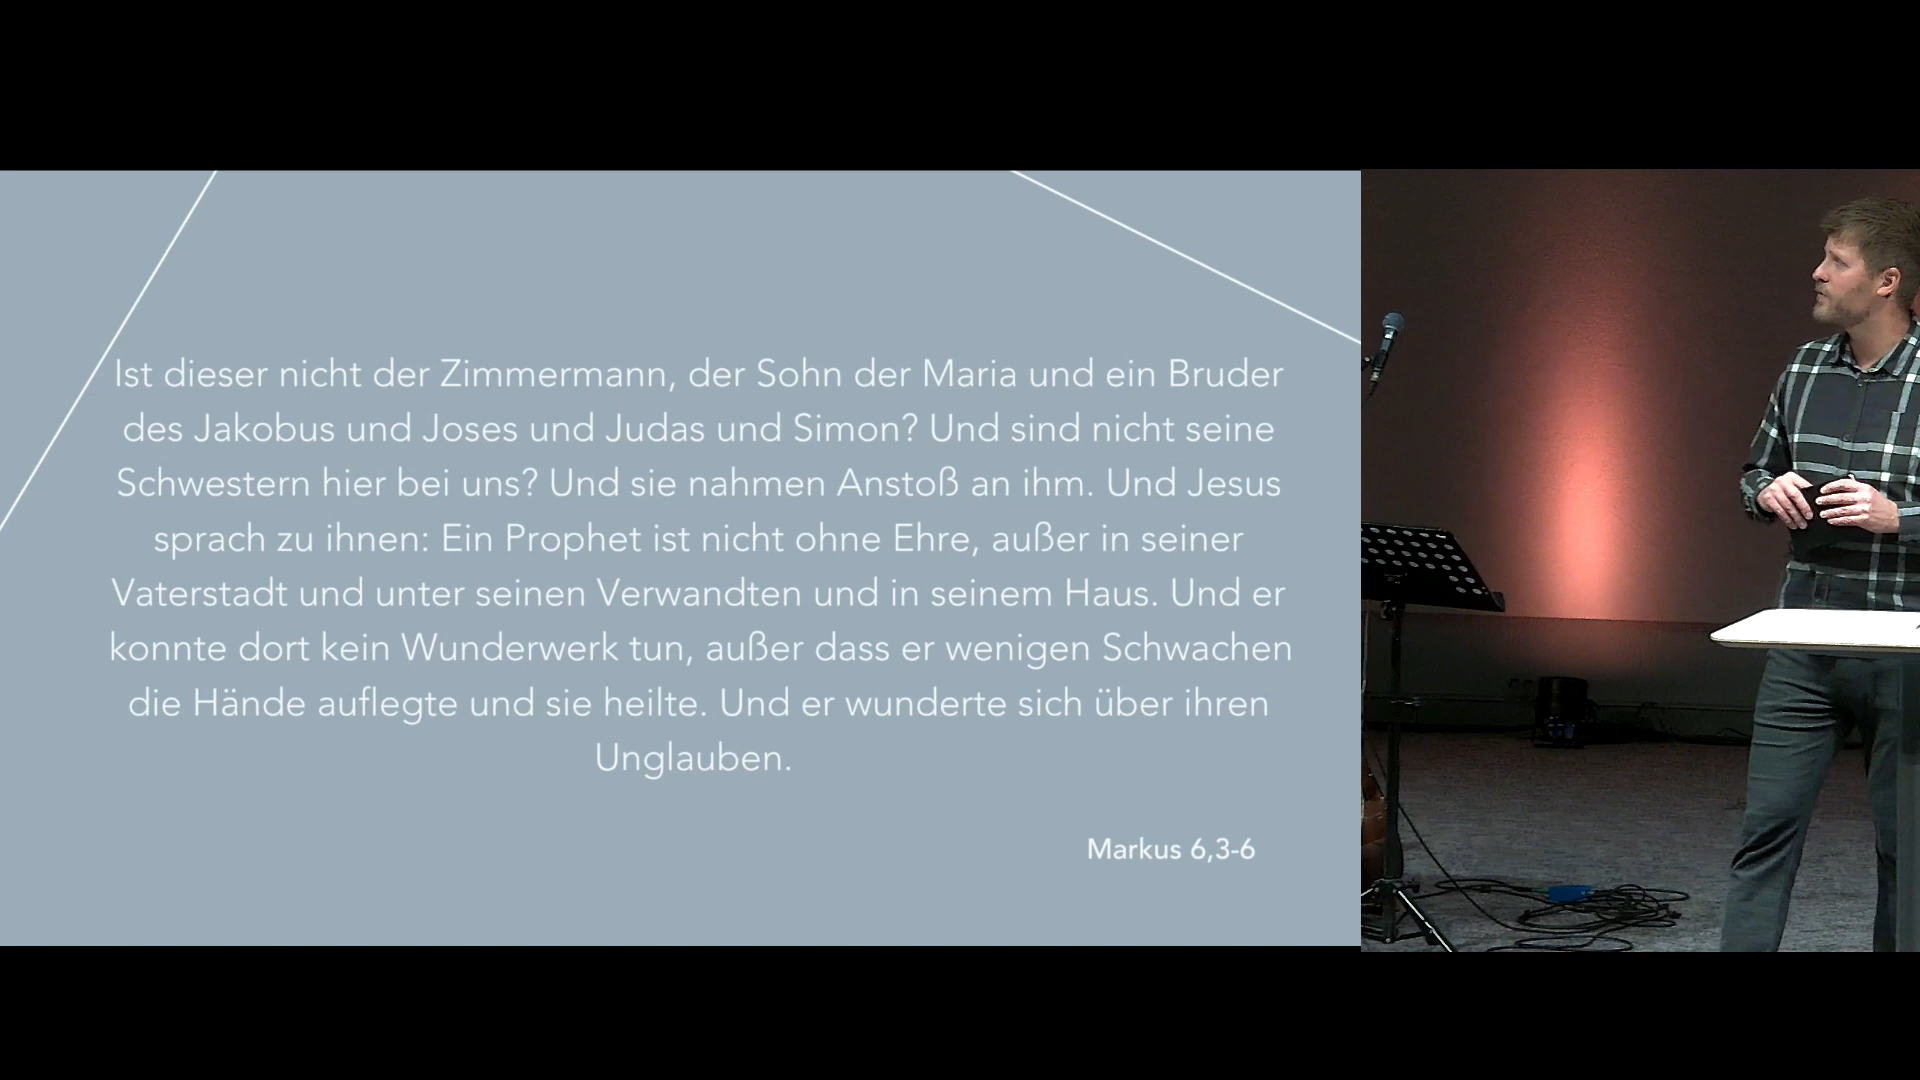 Ist dieser nicht der Zimmermann, der Sohn der Maria und ein Bruder
des Jakobus und Joses und Judas und Simon? Und sind nicht seine
Schwestern hier bei uns? Und sie nahmen Anstoß an ihm. Und Jesus
sprach zu ihnen: Ein Prophet ist nicht ohne Ehre, außer in seiner
Vaterstadt und unter seinen Verwandten und in seinem Haus. Und er
konnte dort kein Wunderwerk tun, außer dass er wenigen Schwachen
die Hände auflegte und sie heilte. Und er wunderte sich über ihren
Unglauben.
Markus 6,3-6